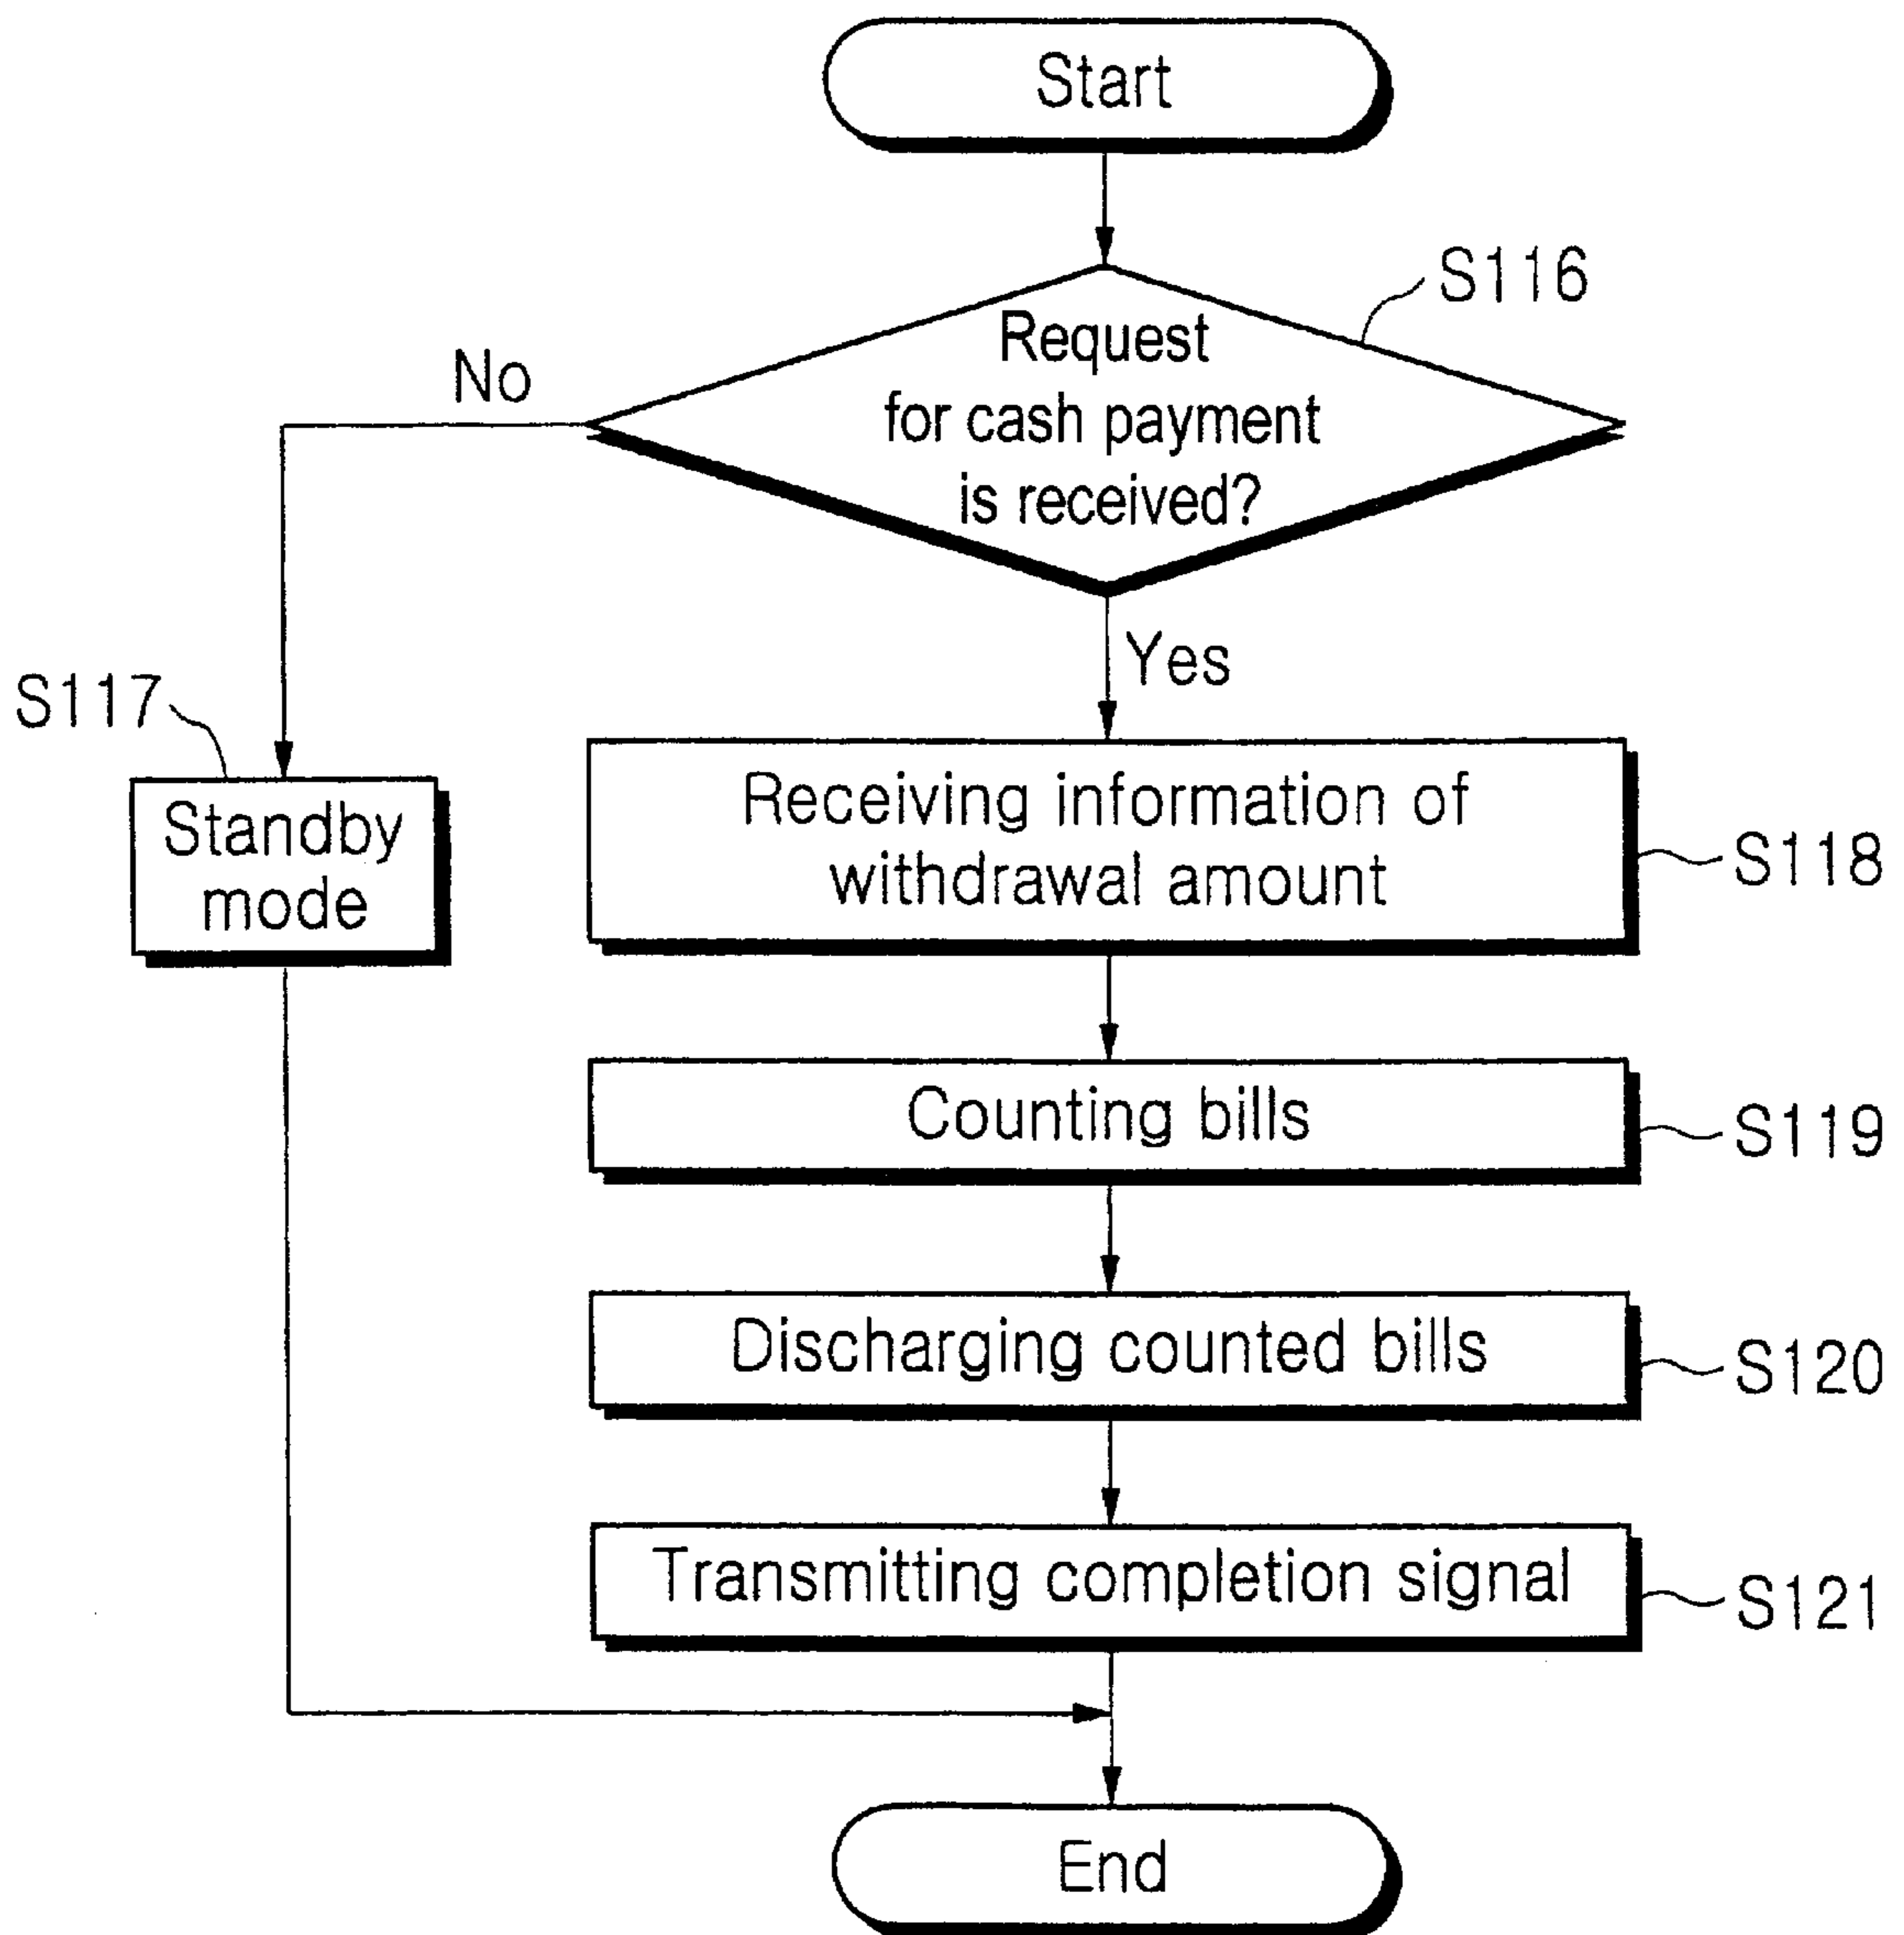 Start
S116
Request
for cash payment
is received?
No
Yes
S117
Standby
mode
Receiving information of
withdrawal amount
S118
Counting bills
S119
Discharging counted bills
S120
Transmitting completion signal
S121
End